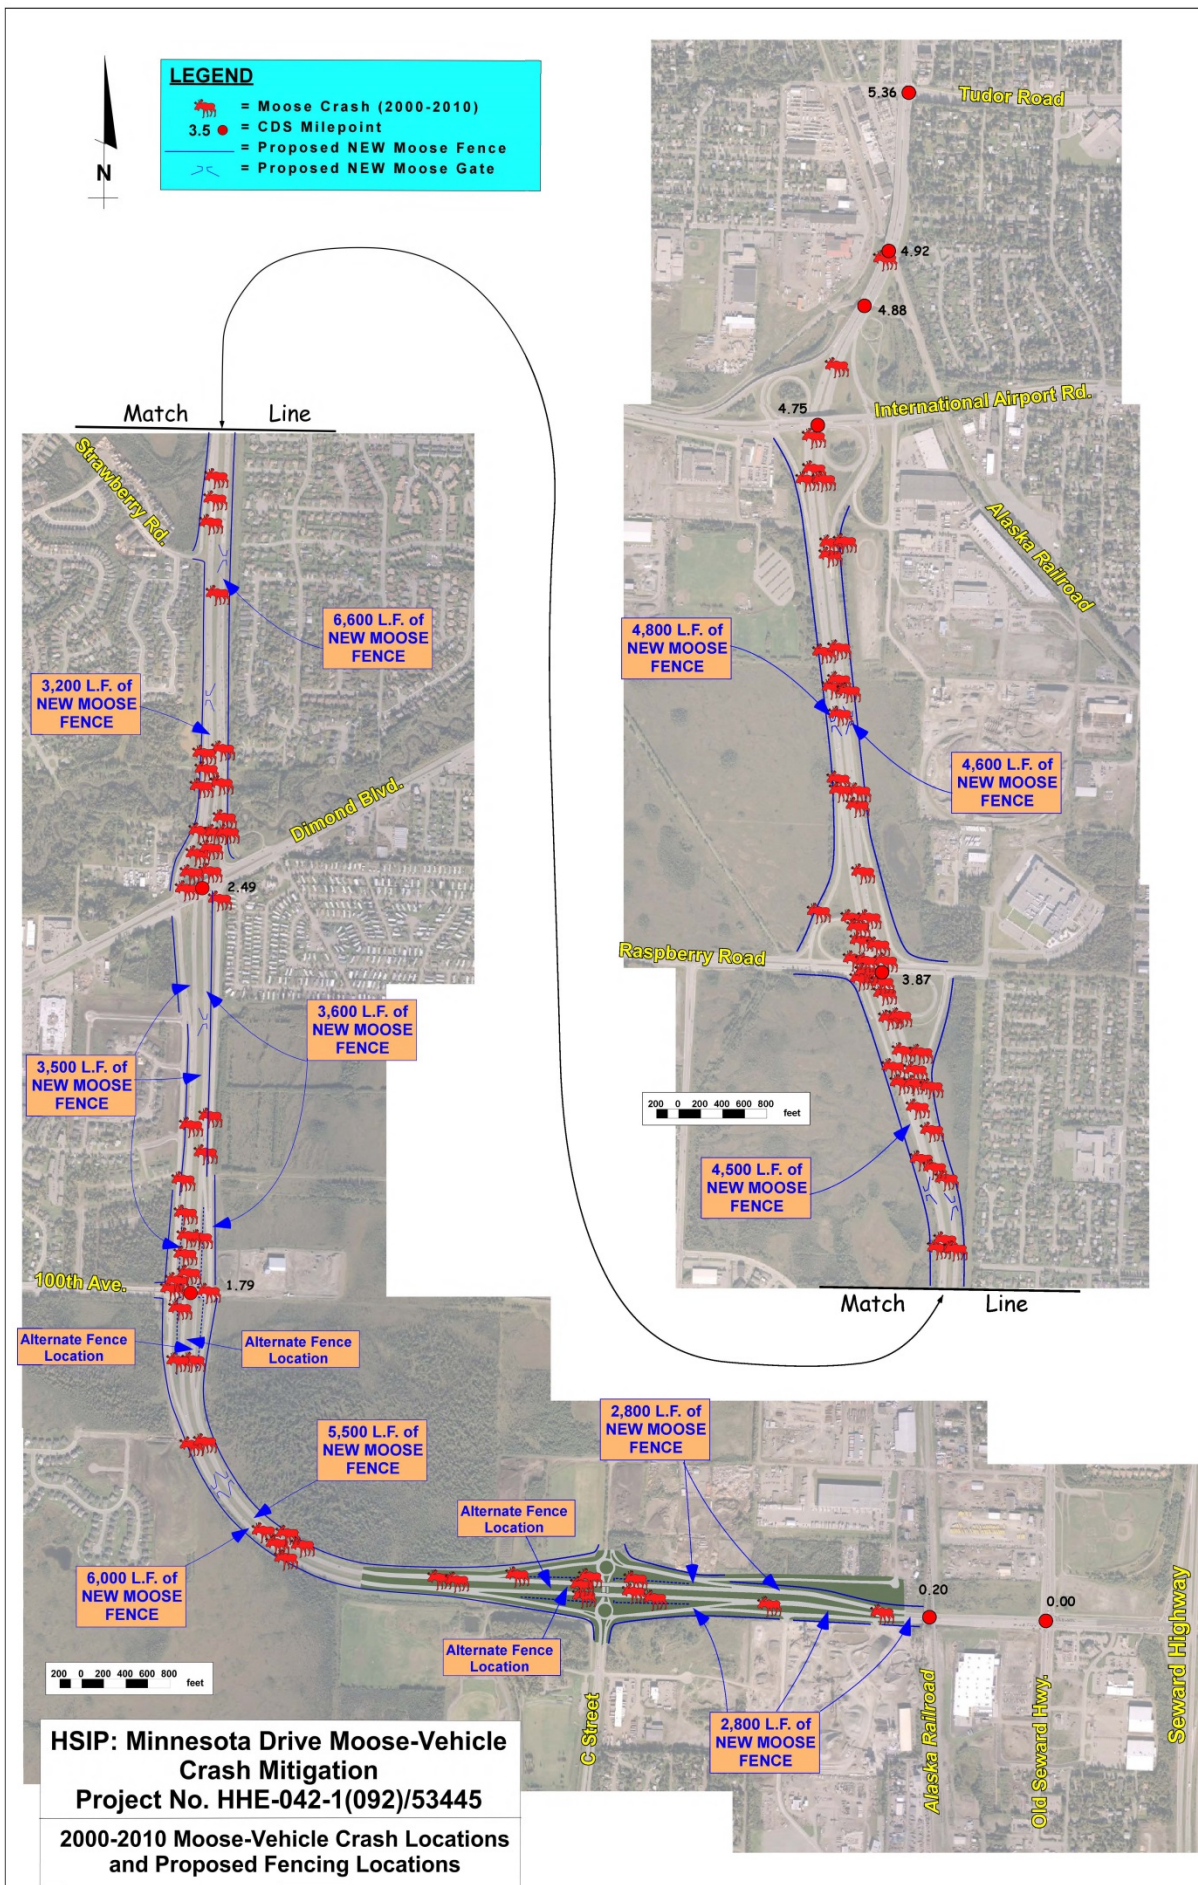 N
LEGEND
= Moose Crash (2000-2010)
3.5 = CDS Milepoint
= Proposed NEW Moose Fence
= Proposed NEW Moose Gate
5.36
Tudor Road
4.92
4.88
4.75
International Airport Rd.
Alaska Railroad
4,800 L.F. of
NEW MOOSE
FENCE
4,600 L.F. of
NEW MOOSE
FENCE
Raspberry Road
3.87
200 0 200 400 600 800
feet
4,500 L.F. of
NEW MOOSE
FENCE
Match Line
Match Line
Strawberry Rd.
6,600 L.F. of
NEW MOOSE
FENCE
3,200 L.F. of
NEW MOOSE
FENCE
Dimond Blvd.
2.49
3,600 L.F. of
NEW MOOSE
FENCE
3,500 L.F. of
NEW MOOSE
FENCE
100th Ave.
1.79
Alternate Fence
Location
Alternate Fence
Location
5,500 L.F. of
NEW MOOSE
FENCE
2,800 L.F. of
NEW MOOSE
FENCE
Alternate Fence
Location
6,000 L.F. of
NEW MOOSE
FENCE
0.20
0.00
Alternate Fence
Location
200 0 200 400 600 800
feet
C Street
2,800 L.F. of
NEW MOOSE
FENCE
Alaska Railroad
Old Seward Hwy.
Seward Highway
HSIP: Minnesota Drive Moose-Vehicle
Crash Mitigation
Project No. HHE-042-1(092)/53445
2000-2010 Moose-Vehicle Crash Locations
and Proposed Fencing Locations